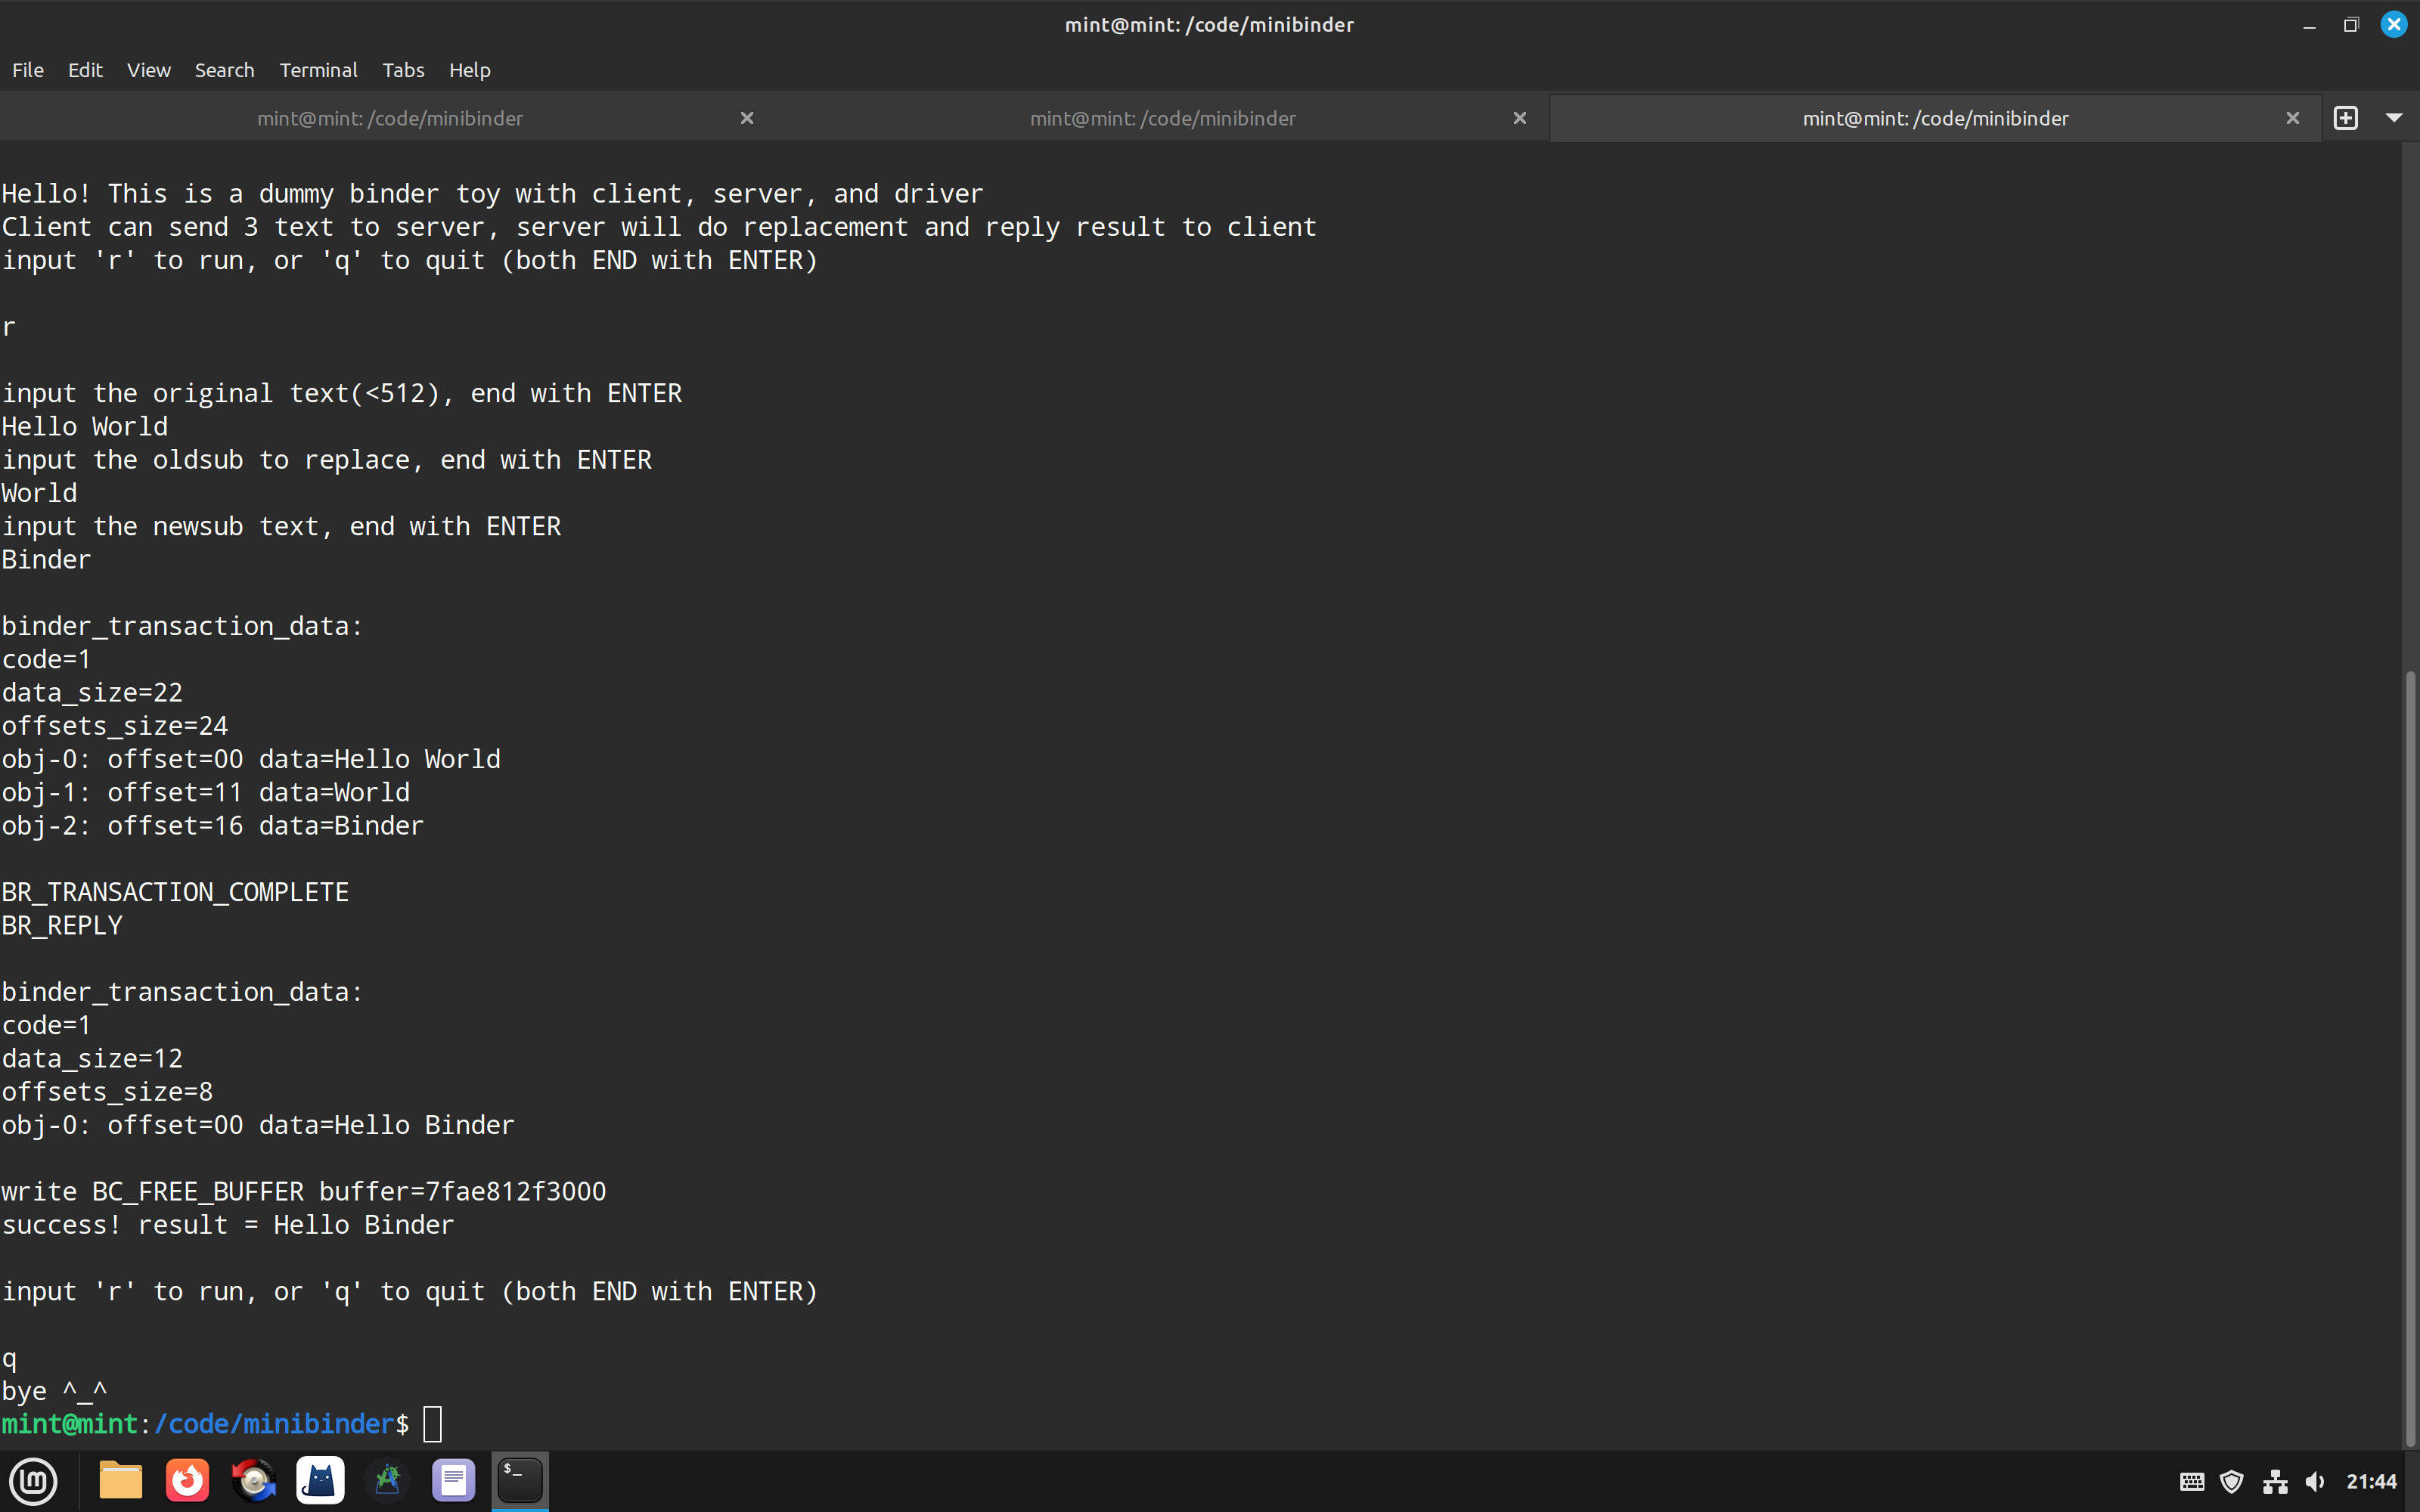 mint@mint: /code/minibinder
File Edit View Search Terminal Tabs Help
mint@mint: /code/minibinder mint@mint: /code/minibinder mint@mint: /code/minibinder
Hello! This is a dummy binder toy with client, server, and driver
Client can send 3 text to server, server will do replacement and reply result to client
input 'r' to run, or 'q' to quit (both END with ENTER)
r
input the original text(<512), end with ENTER
Hello World
input the oldsub to replace, end with ENTER
World
input the newsub text, end with ENTER
Binder
binder_transaction_data:
code=1
data_size=22
offsets_size=24
obj-0: offset=00 data=Hello World
obj-1: offset=11 data=World
obj-2: offset=16 data=Binder
BR_TRANSACTION_COMPLETE
BR_REPLY
binder_transaction_data:
code=1
data_size=12
offsets_size=8
obj-0: offset=00 data=Hello Binder
write BC_FREE_BUFFER buffer=7fae812f3000
success! result = Hello Binder
input 'r' to run, or 'q' to quit (both END with ENTER)
q
bye ^_^
mint@mint:/code/minibinder$
lm $_ 21:44